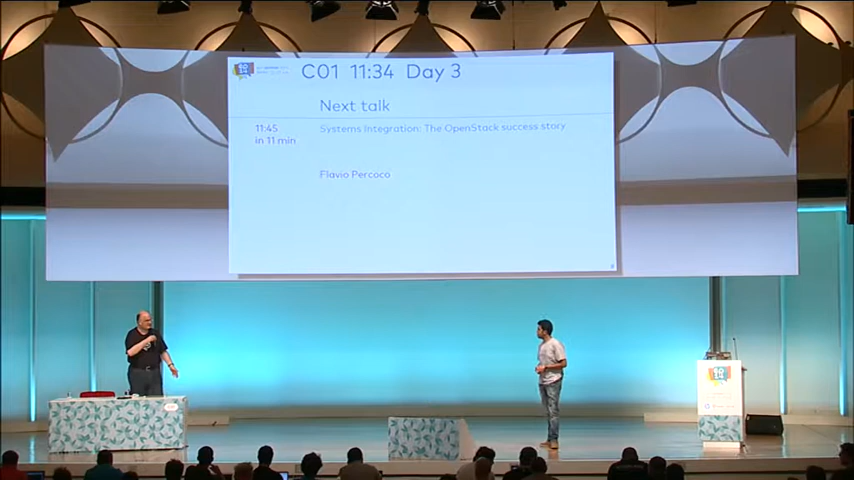 C01 11:34 Day 3
Next talk
11:45
in 11 min
Systems Integration: The OpenStack success story
Flavio Percoco